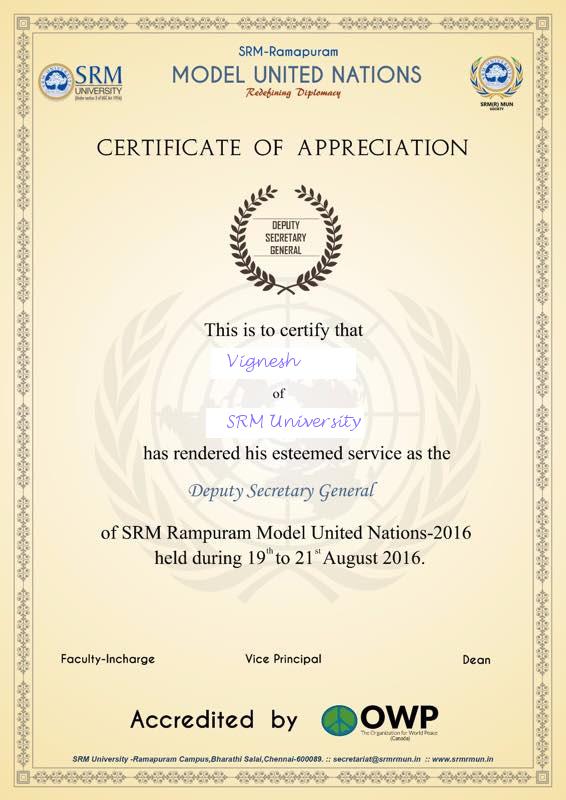 SRM-Ramapuram
MODEL UNITED NATIONS
Redefining Diplomacy
SRM
UNIVERSITY
(Under section 3 of UGC Act 1956)
SRM(R) MUN
SOCIETY
CERTIFICATE OF APPRECIATION
DEPUTY
SECRETARY
GENERAL
This is to certify that
Vignesh
of
SRM University
has rendered his esteemed service as the
Deputy Secretary General
of SRM Rampuram Model United Nations-2016
held during 19th to 21st August 2016.
Faculty-Incharge Vice Principal Dean
Accredited by OWP
The Organization for World Peace
(Canada)
SRM University -Ramapuram Campus,Bharathi Salai,Chennai-600089. :: secretariat@srmrmun.in :: www.srmrmun.in